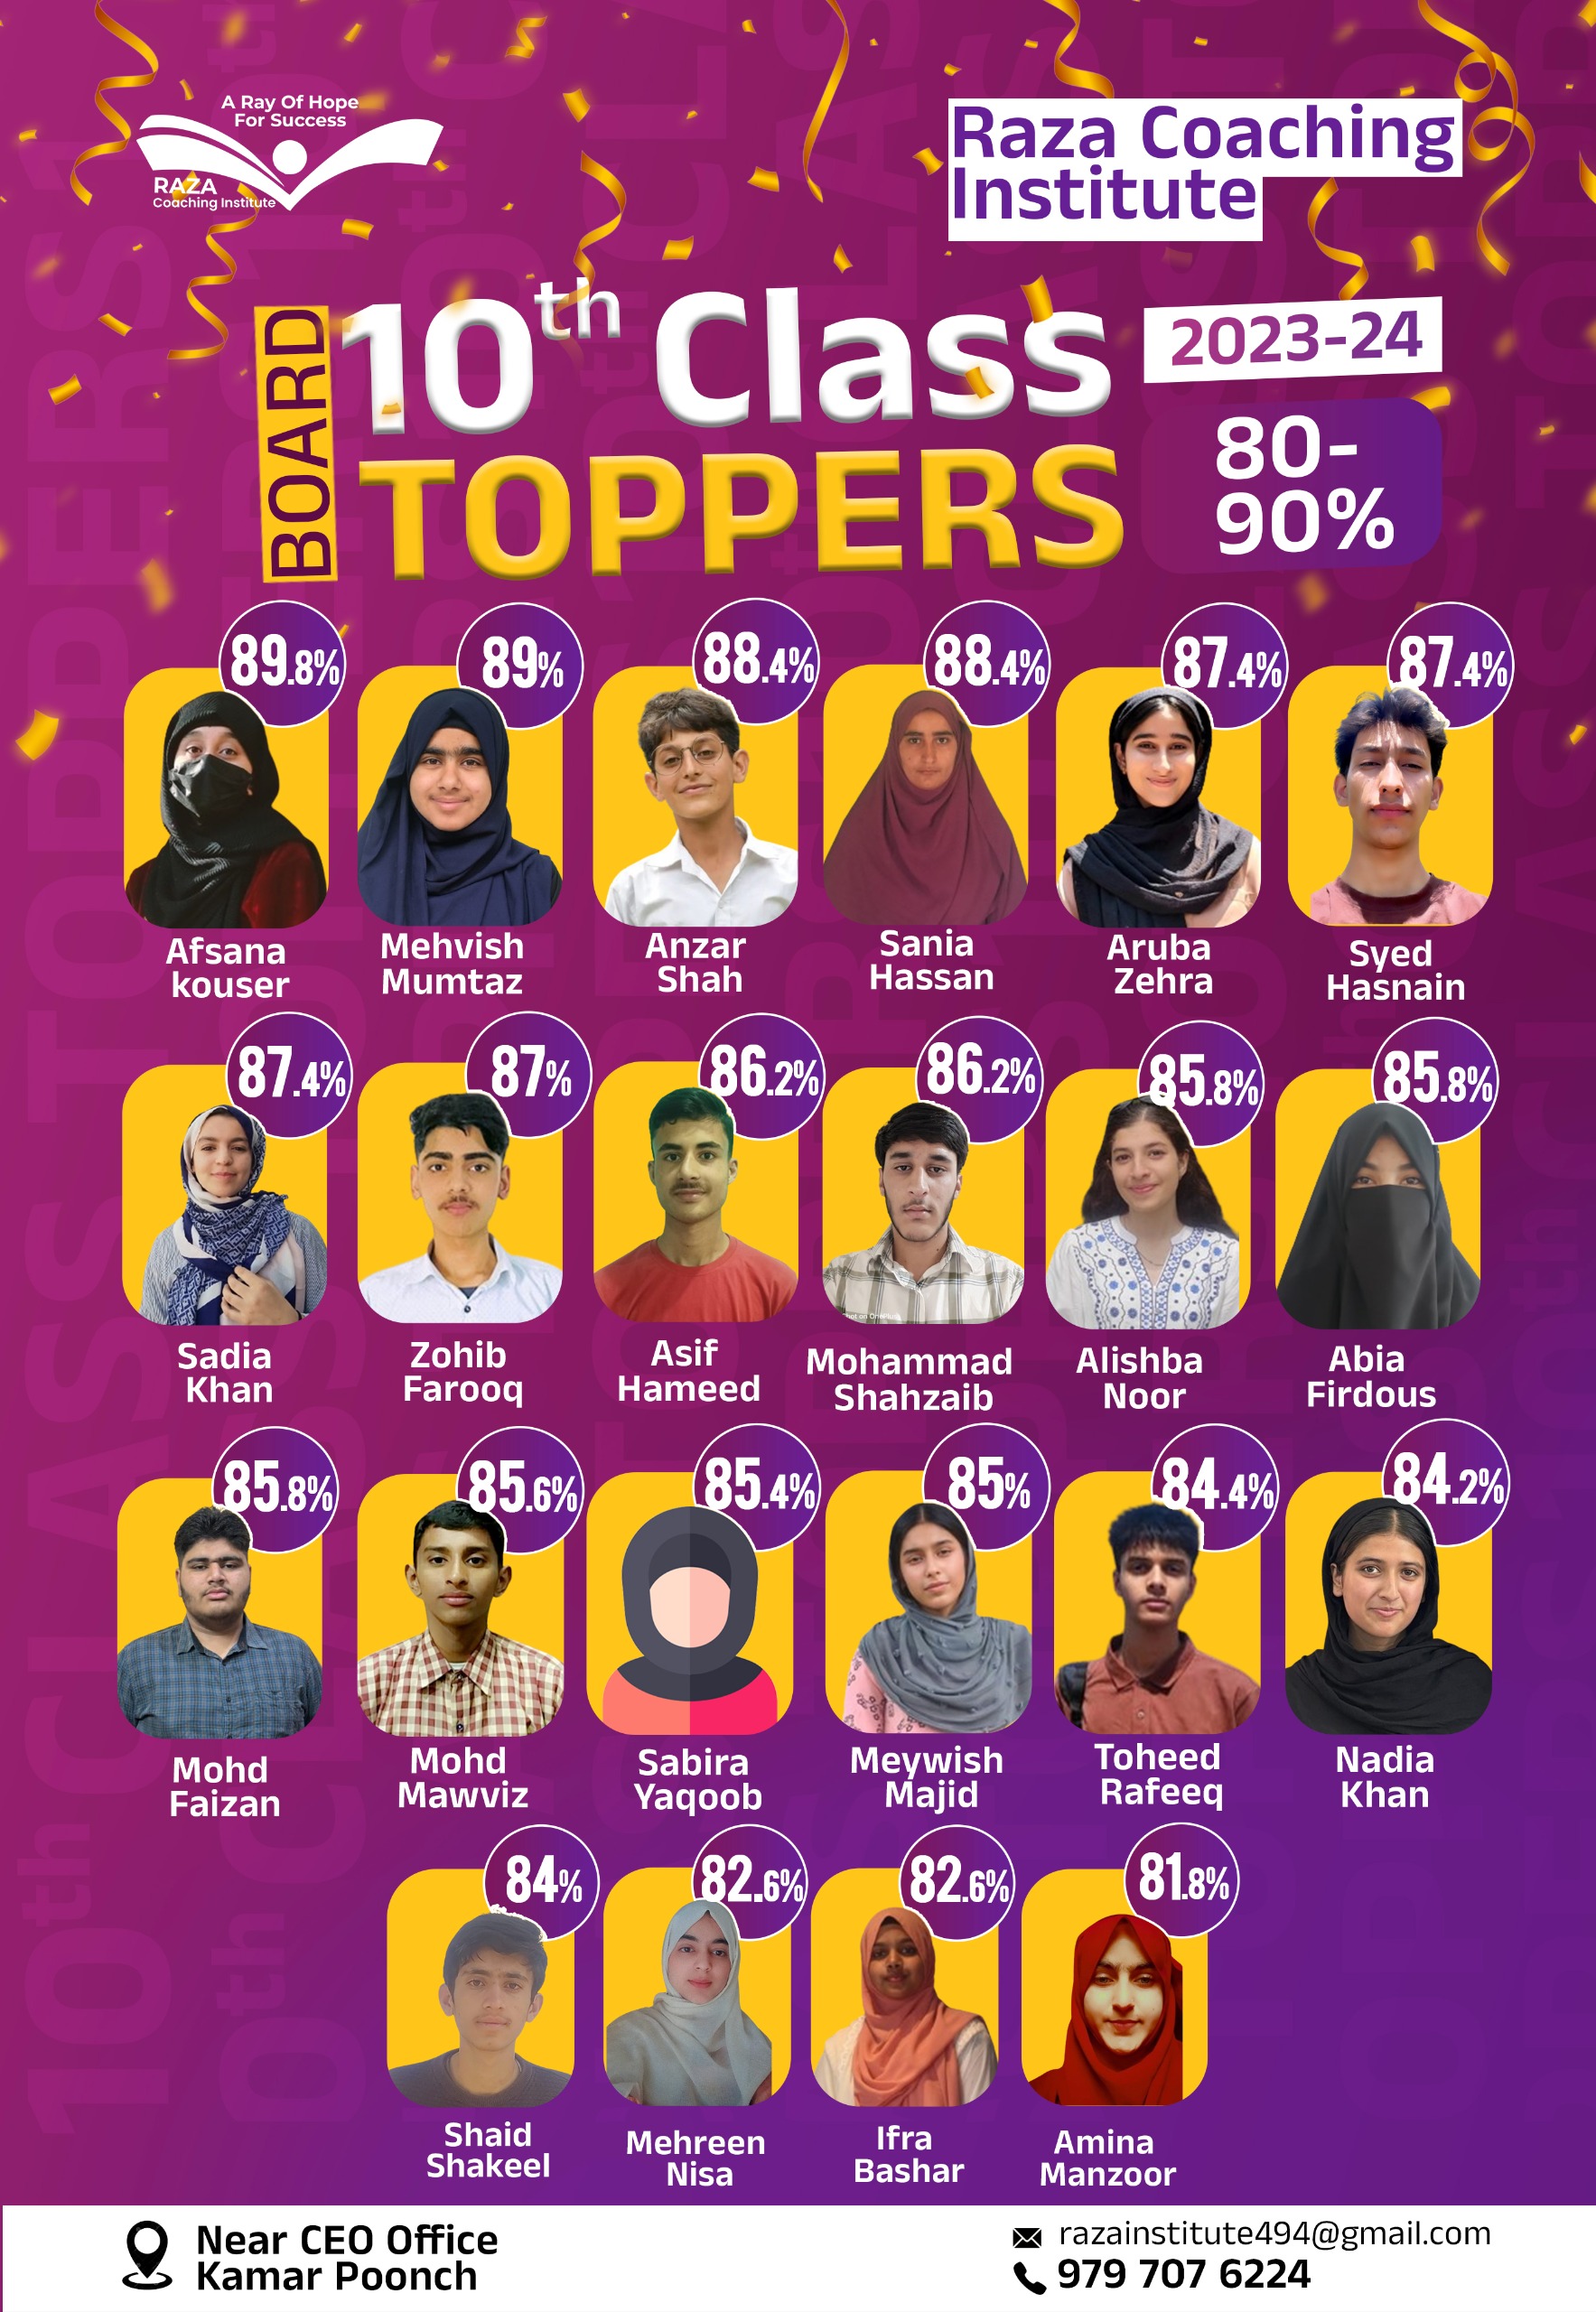 A Ray Of Hope
For Success
RAZA
Coaching Institute
Raza Coaching
Institute
BOARD
10th Class
TOPPERS
2023-24
80-
90%
89.8%
89%
88.4%
88.4%
87.4%
87.4%
Afsana
kouser
Mehvish
Mumtaz
Anzar
Shah
Sania
Hassan
Aruba
Zehra
Syed
Hasnain
87.4%
87%
86.2%
86.2%
85.8%
85.8%
Sadia
Khan
Zohib
Farooq
Asif
Hameed
Mohammad
Shahzaib
Alishba
Noor
Abia
Firdous
85.8%
85.6%
85.4%
85%
84.4%
84.2%
Mohd
Faizan
Mohd
Mawviz
Sabira
Yaqoob
Meywish
Majid
Toheed
Rafeeq
Nadia
Khan
84%
82.6%
82.6%
81.8%
Shaid
Shakeel
Mehreen
Nisa
Ifra
Bashar
Amina
Manzoor
Near CEO Office
Kamar Poonch
razainstitute494@gmail.com
979 707 6224